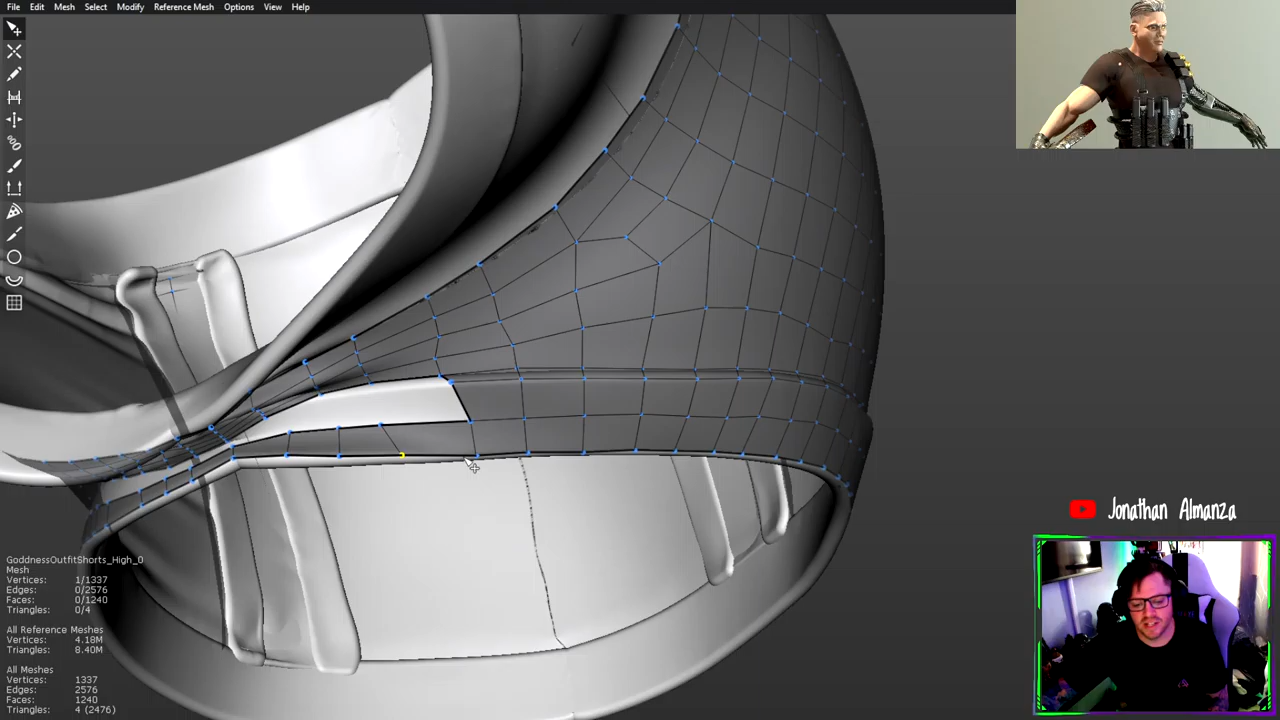 File Edit Mesh Select Modify Reference Mesh Options View Help
GoddnessOutfitShorts_High_0
Mesh
Vertices: 1/1337
Edges: 0/2576
Faces: 0/1240
Triangles: 0/4
All Reference Meshes
Vertices: 4.18M
Triangles: 8.40M
All Meshes
Vertices: 1337
Edges: 2576
Faces: 1240
Triangles: 4 (2476)
Jonathan Almanza